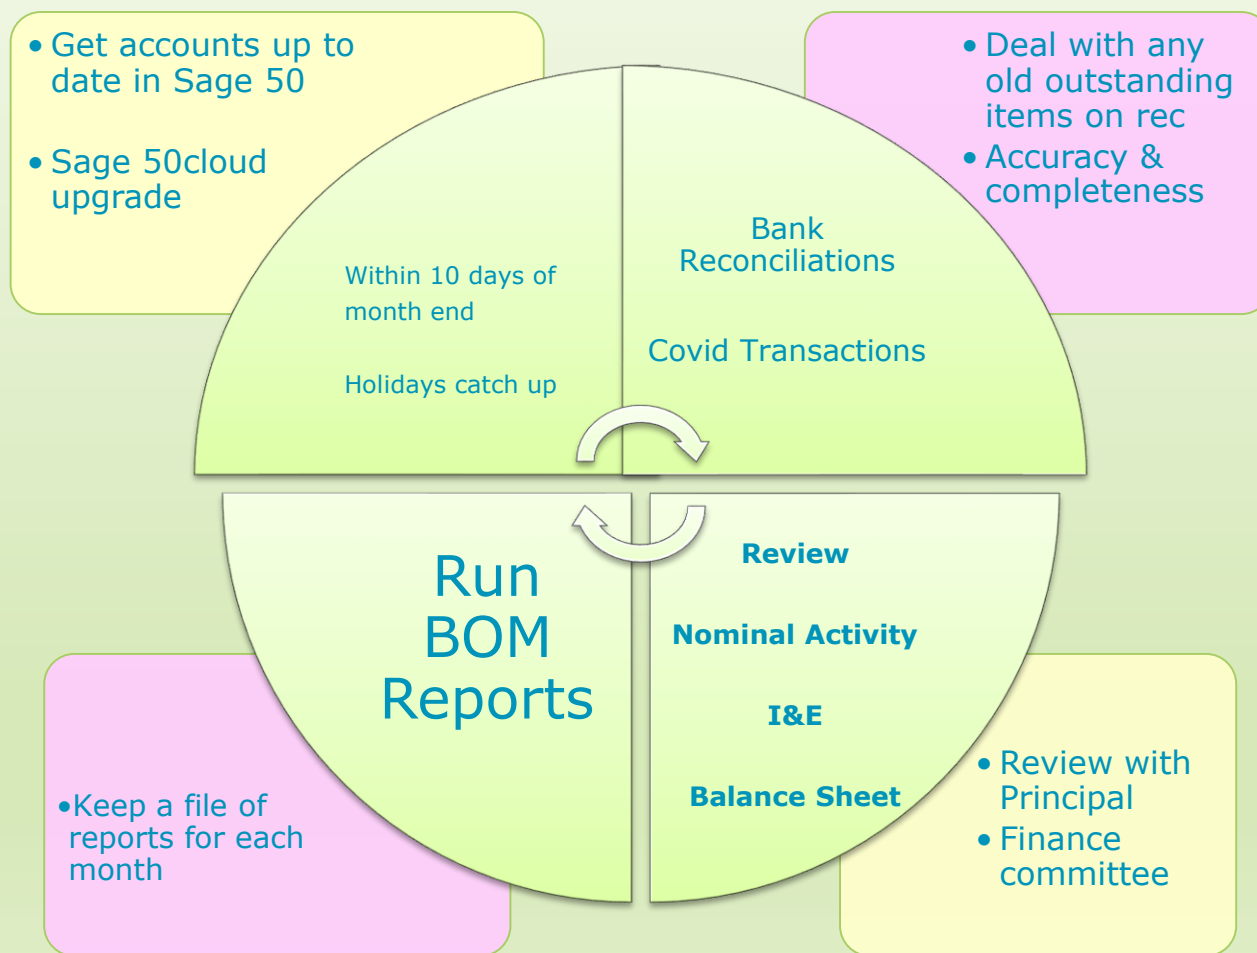 • Get accounts up to
date in Sage 50
• Sage 50cloud
upgrade
• Deal with any
old outstanding
items on rec
• Accuracy &
completeness
Within 10 days of
month end
Holidays catch up
Bank
Reconciliations
Covid Transactions
Run
BOM
Reports
Review
Nominal Activity
I&E
Balance Sheet
•Keep a file of
reports for each
month
• Review with
Principal
• Finance
committee